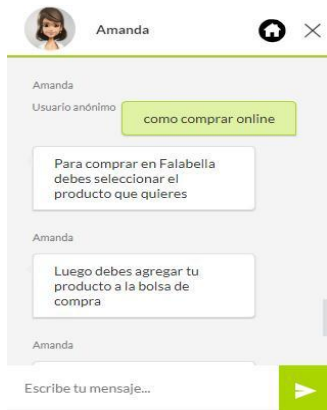 Amanda
Amanda
Usuario anónimo
como comprar online
Para comprar en Falabella
debes seleccionar el
producto que quieres
Amanda
Luego debes agregar tu
producto a la bolsa de
compra
Amanda
Escribe tu mensaje...